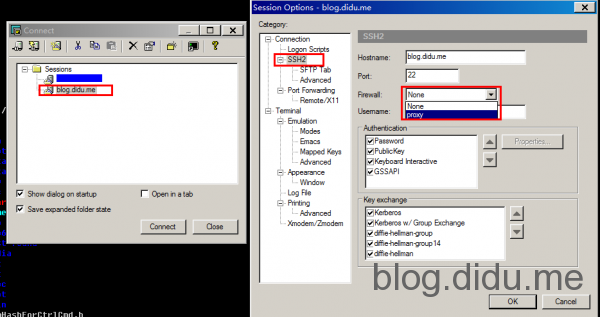 Connect
Sessions
blog.didu.me
Show dialog on startup
Open in a tab
Save expanded folder state
Connect
Close
HashForCtrlCmd.h
Session Options - blog.didu.me
Category:
Connection
Logon Scripts
SSH2
SFTP Tab
Advanced
Port Forwarding
Remote/X11
Terminal
Emulation
Modes
Emacs
Mapped Keys
Advanced
Appearance
Window
Log File
Printing
Advanced
Xmodem/Zmodem
SSH2
Hostname:
blog.didu.me
Port:
22
Firewall:
None
None
proxy
Username:
Authentication
Password
PublicKey
Keyboard Interactive
GSSAPI
Properties...
Key exchange
Kerberos
Kerberos w/ Group Exchange
diffie-hellman-group
diffie-hellman-group14
diffie-hellman
blog.didu.me
OK
Cancel